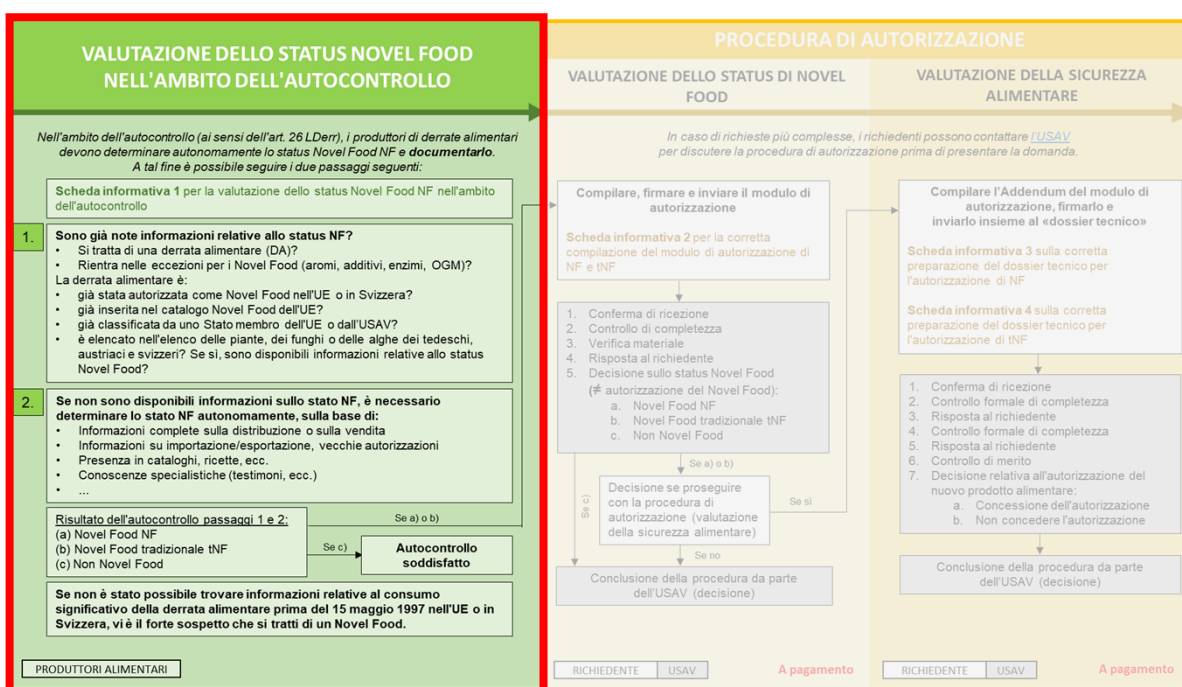 VALUTAZIONE DELLO STATUS NOVEL FOOD
NELL'AMBITO DELL'AUTOCONTROLLO
Nell'ambito dell'autocontrollo (ai sensi dell'art. 26 LDerr), i produttori di derrate alimentari
devono determinare autonomamente lo status Novel Food NF e documentarlo.
A tal fine è possibile seguire i due passaggi seguenti:
Scheda informativa 1 per la valutazione dello status Novel Food NF nell'ambito
dell'autocontrollo
1.
Sono già note informazioni relative allo status NF?
• Si tratta di una derrata alimentare (DA)?
• Rientra nelle eccezioni per i Novel Food (aromi, additivi, enzimi, OGM)?
La derrata alimentare è:
• già stata autorizzata come Novel Food nell'UE o in Svizzera?
• già inserita nel catalogo Novel Food dell'UE?
• già classificata da uno Stato membro dell'UE o dall'USAV?
• è elencato nell'elenco delle piante, dei funghi o delle alghe dei tedeschi,
austriaci e svizzeri? Se sì, sono disponibili informazioni relative allo status
Novel Food?
2.
Se non sono disponibili informazioni sullo stato NF, è necessario
determinare lo stato NF autonomamente, sulla base di:
• Informazioni complete sulla distribuzione o sulla vendita
• Informazioni su importazione/esportazione, vecchie autorizzazioni
• Presenza in cataloghi, ricette, ecc.
• Conoscenze specialistiche (testimoni, ecc.)
• ...
Risultato dell'autocontrollo passaggi 1 e 2:
(a) Novel Food NF
(b) Novel Food tradizionale tNF
(c) Non Novel Food
Se a) o b)
Se c)
Autocontrollo
soddisfatto
Se non è stato possibile trovare informazioni relative al consumo
significativo della derrata alimentare prima del 15 maggio 1997 nell'UE o in
Svizzera, vi è il forte sospetto che si tratti di un Novel Food.
PRODUTTORI ALIMENTARI
PROCEDURA DI AUTORIZZAZIONE
VALUTAZIONE DELLO STATUS DI NOVEL
FOOD
VALUTAZIONE DELLA SICUREZZA
ALIMENTARE
In caso di richieste più complesse, i richiedenti possono contattare l'USAV
per discutere la procedura di autorizzazione prima di presentare la domanda.
Compilare, firmare e inviare il modulo di
autorizzazione
Scheda informativa 2 per la corretta
compilazione del modulo di autorizzazione di
NF e tNF
1. Conferma di ricezione
2. Controllo di completezza
3. Verifica materiale
4. Risposta al richiedente
5. Decisione sullo status Novel Food
(≠ autorizzazione del Novel Food):
a. Novel Food NF
b. Novel Food tradizionale tNF
c. Non Novel Food
Se c)
Se a) o b)
Decisione se proseguire
con la procedura di
autorizzazione (valutazione
della sicurezza alimentare)
Se sì
Se no
Conclusione della procedura da parte
dell'USAV (decisione)
RICHIEDENTE USAV
A pagamento
Compilare l'Addendum del modulo di
autorizzazione, firmarlo e
inviarlo insieme al «dossier tecnico»
Scheda informativa 3 sulla corretta
preparazione del dossier tecnico per
l'autorizzazione di NF
Scheda informativa 4 sulla corretta
preparazione del dossier tecnico per
l'autorizzazione di tNF
1. Conferma di ricezione
2. Controllo formale di completezza
3. Risposta al richiedente
4. Controllo formale di completezza
5. Risposta al richiedente
6. Controllo di merito
7. Decisione relativa all'autorizzazione del
nuovo prodotto alimentare:
a. Concessione dell'autorizzazione
b. Non concedere l'autorizzazione
Conclusione della procedura da parte
dell'USAV (decisione)
RICHIEDENTE USAV
A pagamento